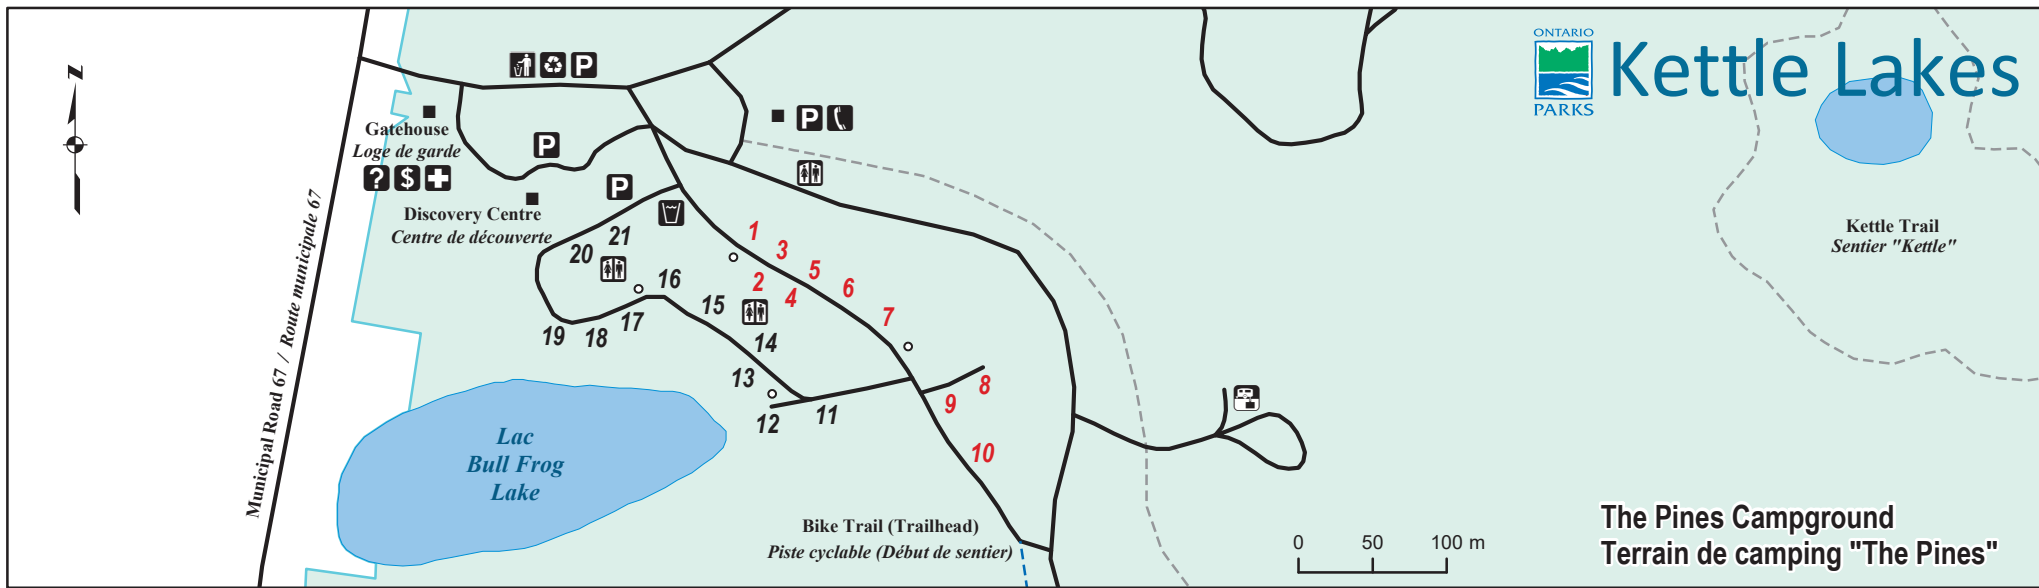 N
ONTARIO
PARKS
Kettle Lakes
P
Gatehouse
Loge de garde
? $
P
P
P
Discovery Centre
Centre de découverte
Municipal Road 67 / Route municipale 67
Kettle Trail
Sentier "Kettle"
1
2
3
4
5
6
7
8
9
10
11
12
13
14
15
16
17
18
19
20
21
Lac
Bull Frog
Lake
Bike Trail (Trailhead)
Piste cyclable (Début de sentier)
0 50 100 m
The Pines Campground
Terrain de camping "The Pines"